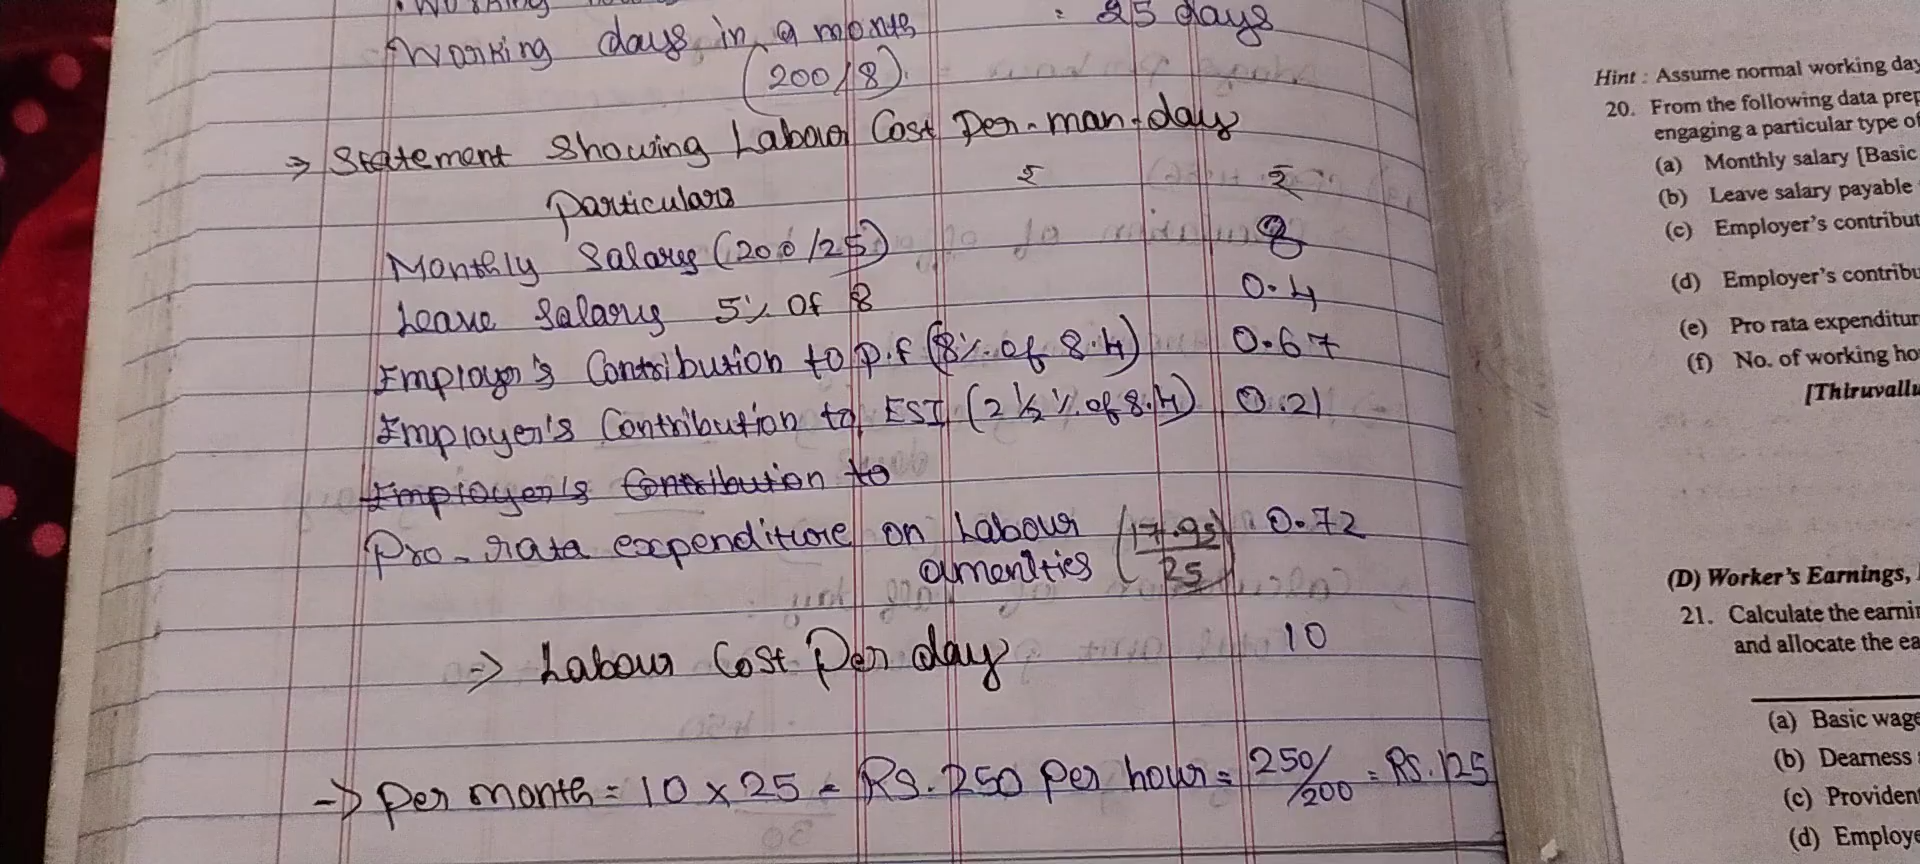 Working days in a month : 25 days
(200/8)
⇒ Statement Showing Labour Cost Per-man-days
Particulars ₹ ₹
Monthly Salary (200/25) 8
Leave Salary 5% Of 8 0.4
Employer's Contribution to P.f (8% of 8.4) 0.67
Employer's Contribution to ESI (2 1/2 % of 8.4) 0.21
Employer's Contribution to
Pro-rata expenditure on Labour (17.95 0.72
amenities 25)
⇒ Labour Cost Per day 10
→ Per month = 10 × 25 = Rs. 250 Per hour = 250/200 = Rs. 125
Hint : Assume normal working day
20. From the following data prep
engaging a particular type of
(a) Monthly salary [Basic
(b) Leave salary payable
(c) Employer's contribut
(d) Employer's contribu
(e) Pro rata expenditur
(f) No. of working ho
[Thiruvallu
(D) Worker's Earnings,
21. Calculate the earnin
and allocate the ea
(a) Basic wage
(b) Dearness
(c) Provident
(d) Employe